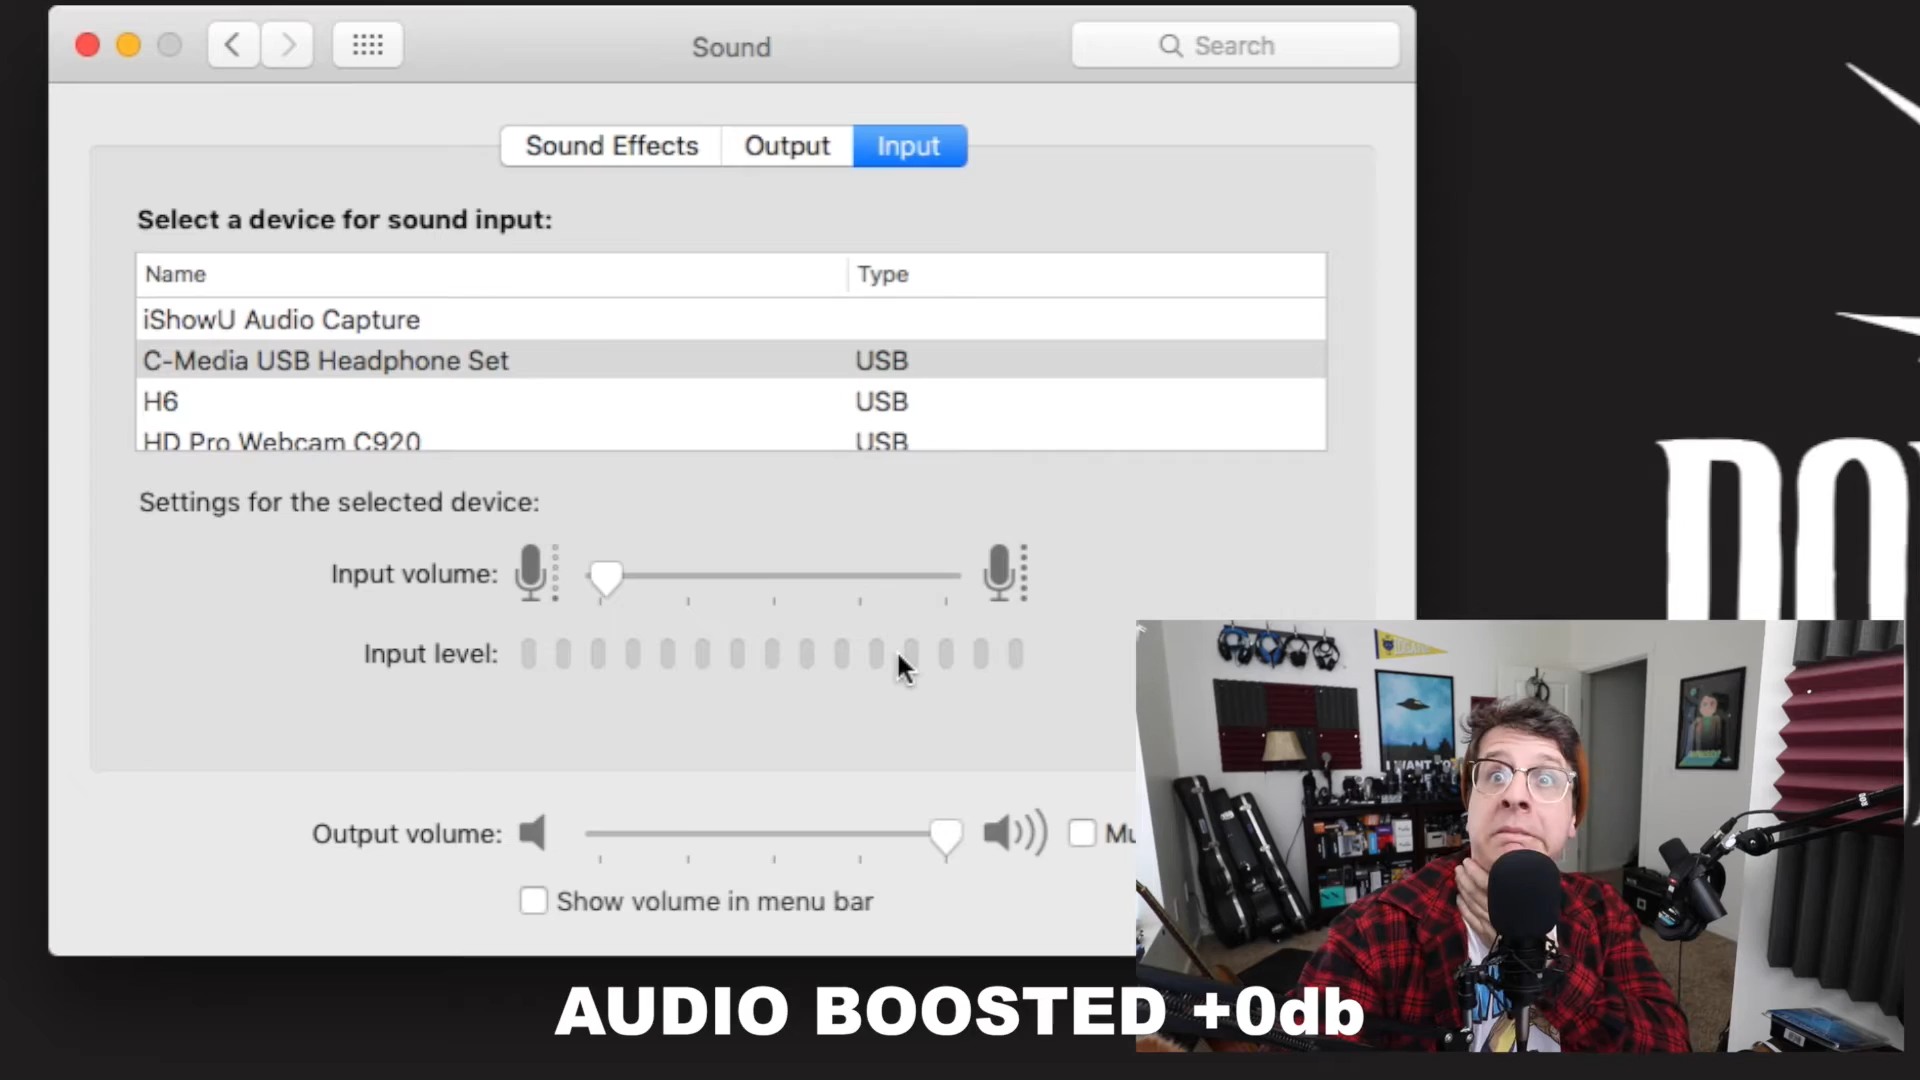 Sound
Search
Sound Effects Output Input
Select a device for sound input:
Name Type
iShowU Audio Capture
C-Media USB Headphone Set USB
H6 USB
HD Pro Webcam C920 USB
Settings for the selected device:
Input volume:
Input level:
Output volume:
Mu
Show volume in menu bar
AUDIO BOOSTED +0db
I WANT TO